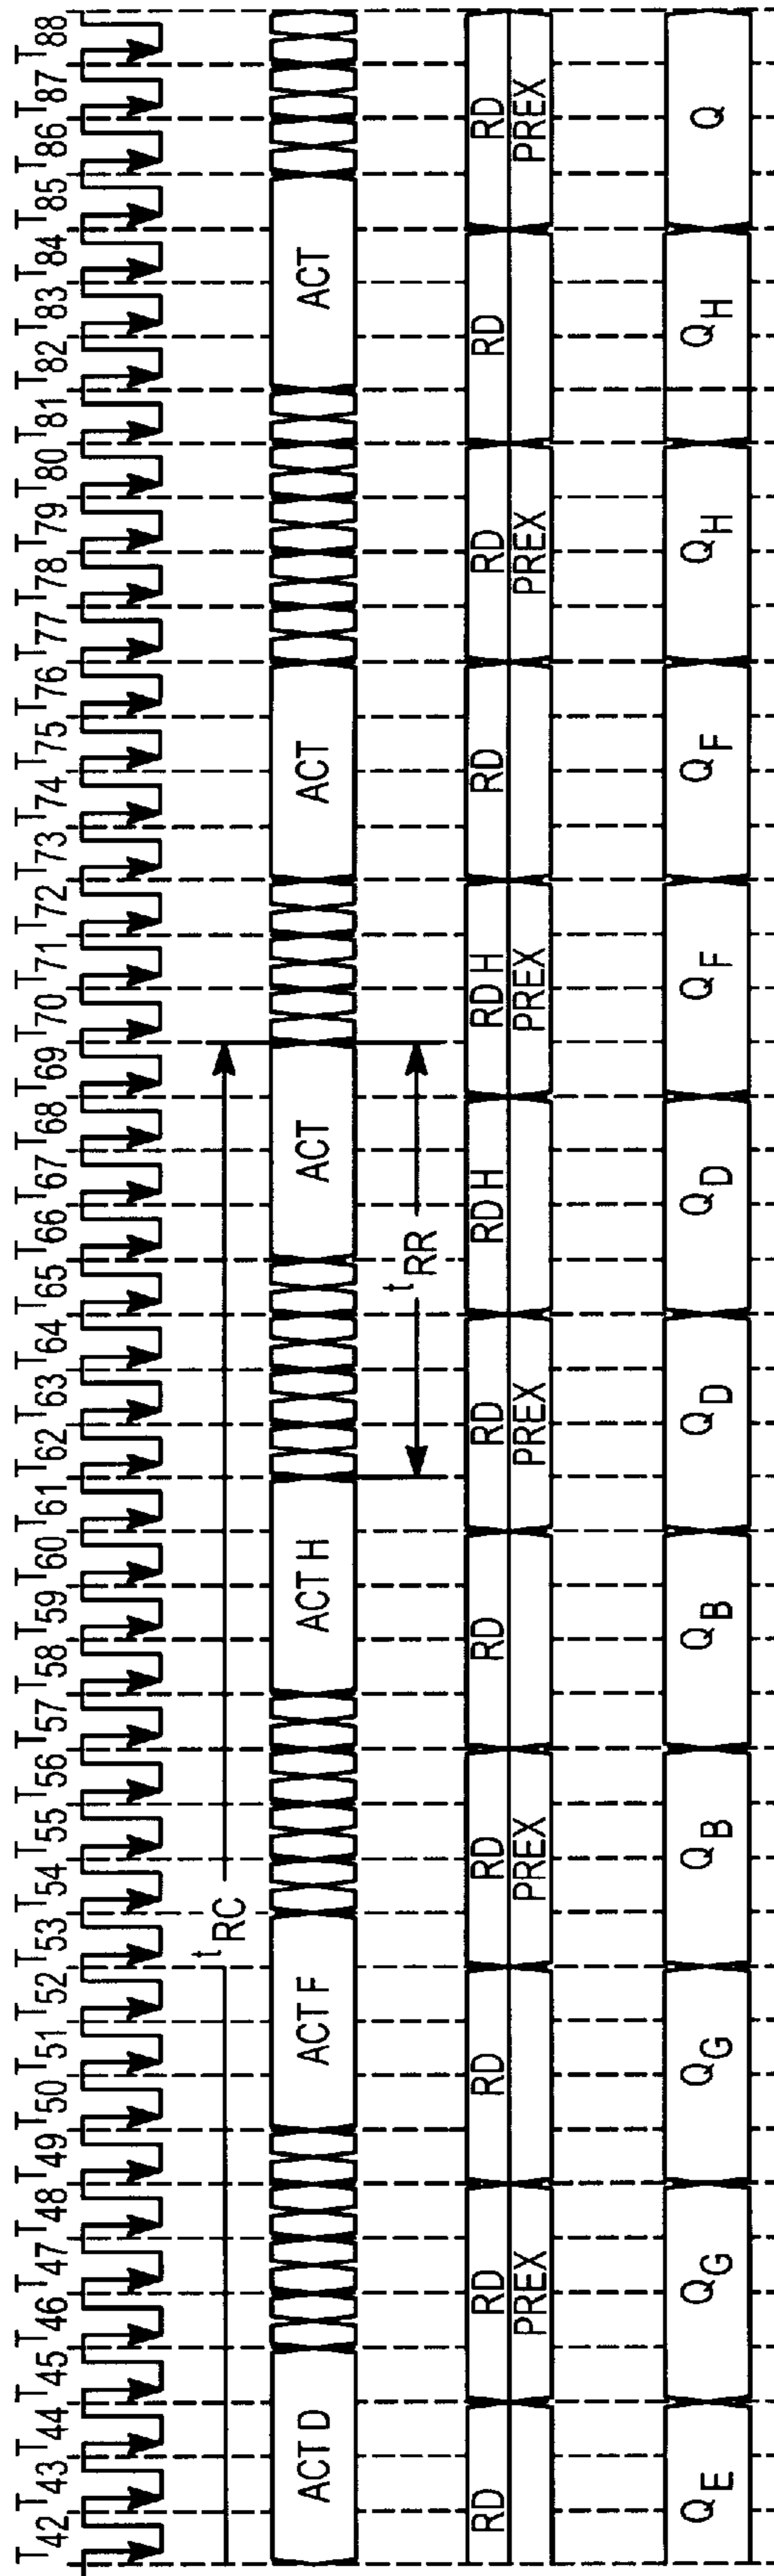 T42 T43 T44 T45 T46 T47 T48 T49 T50 T51 T52 T53 T54 T55 T56 T57 T58 T59 T60 T61 T62 T63 T64 T65 T66 T67 T68 T69 T70 T71 T72 T73 T74 T75 T76 T77 T78 T79 T80 T81 T82 T83 T84 T85 T86 T87 T88
tRC
ACT D ACT F ACT H ACT ACT ACT
tRR
RD RD RD RD RD RD RD H RD H RD RD RD RD
PREX PREX PREX PREX PREX PREX
QE QG QG QB QB QD QD QF QF QH QH Q